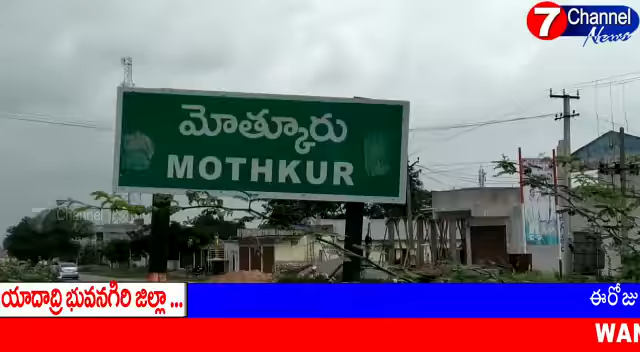 7 Channel
News
మోత్కూరు
MOTHKUR
యాదాద్రి భువనగిరి జిల్లా ...
ఈరోజు
WAN